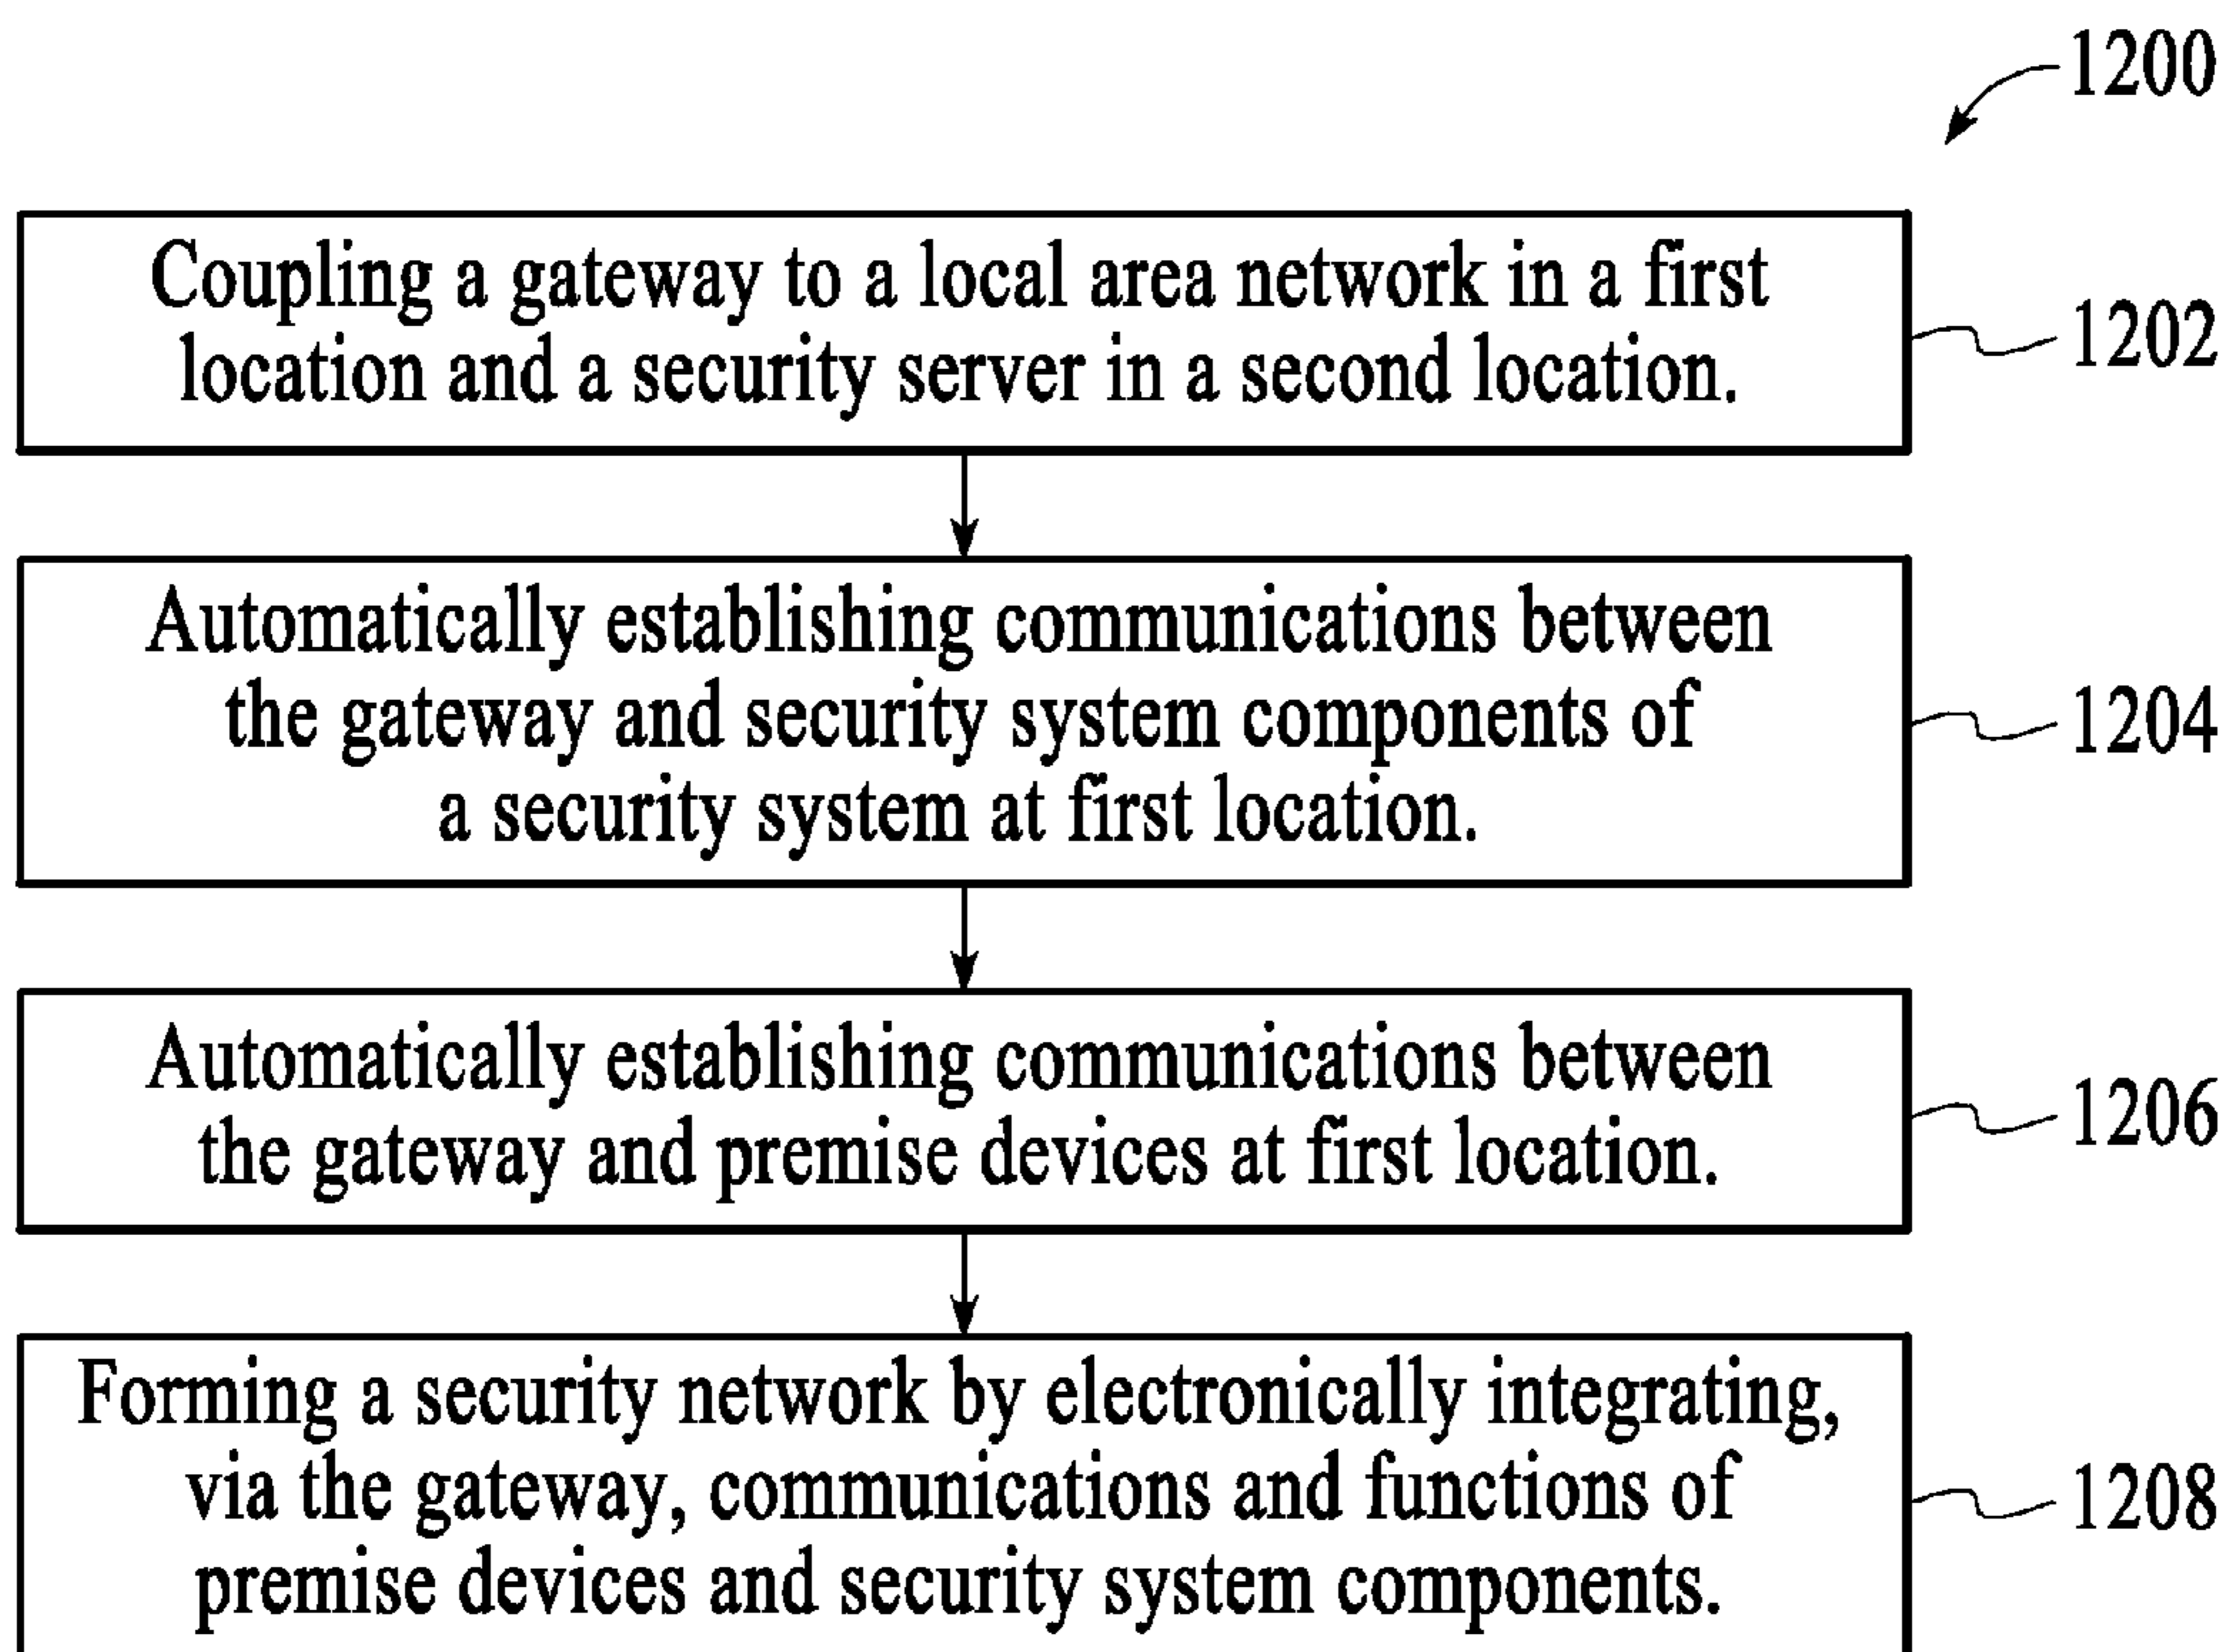 1200
Coupling a gateway to a local area network in a first
location and a security server in a second location.
1202
Automatically establishing communications between
the gateway and security system components of
a security system at first location.
1204
Automatically establishing communications between
the gateway and premise devices at first location.
1206
Forming a security network by electronically integrating,
via the gateway, communications and functions of
premise devices and security system components.
1208